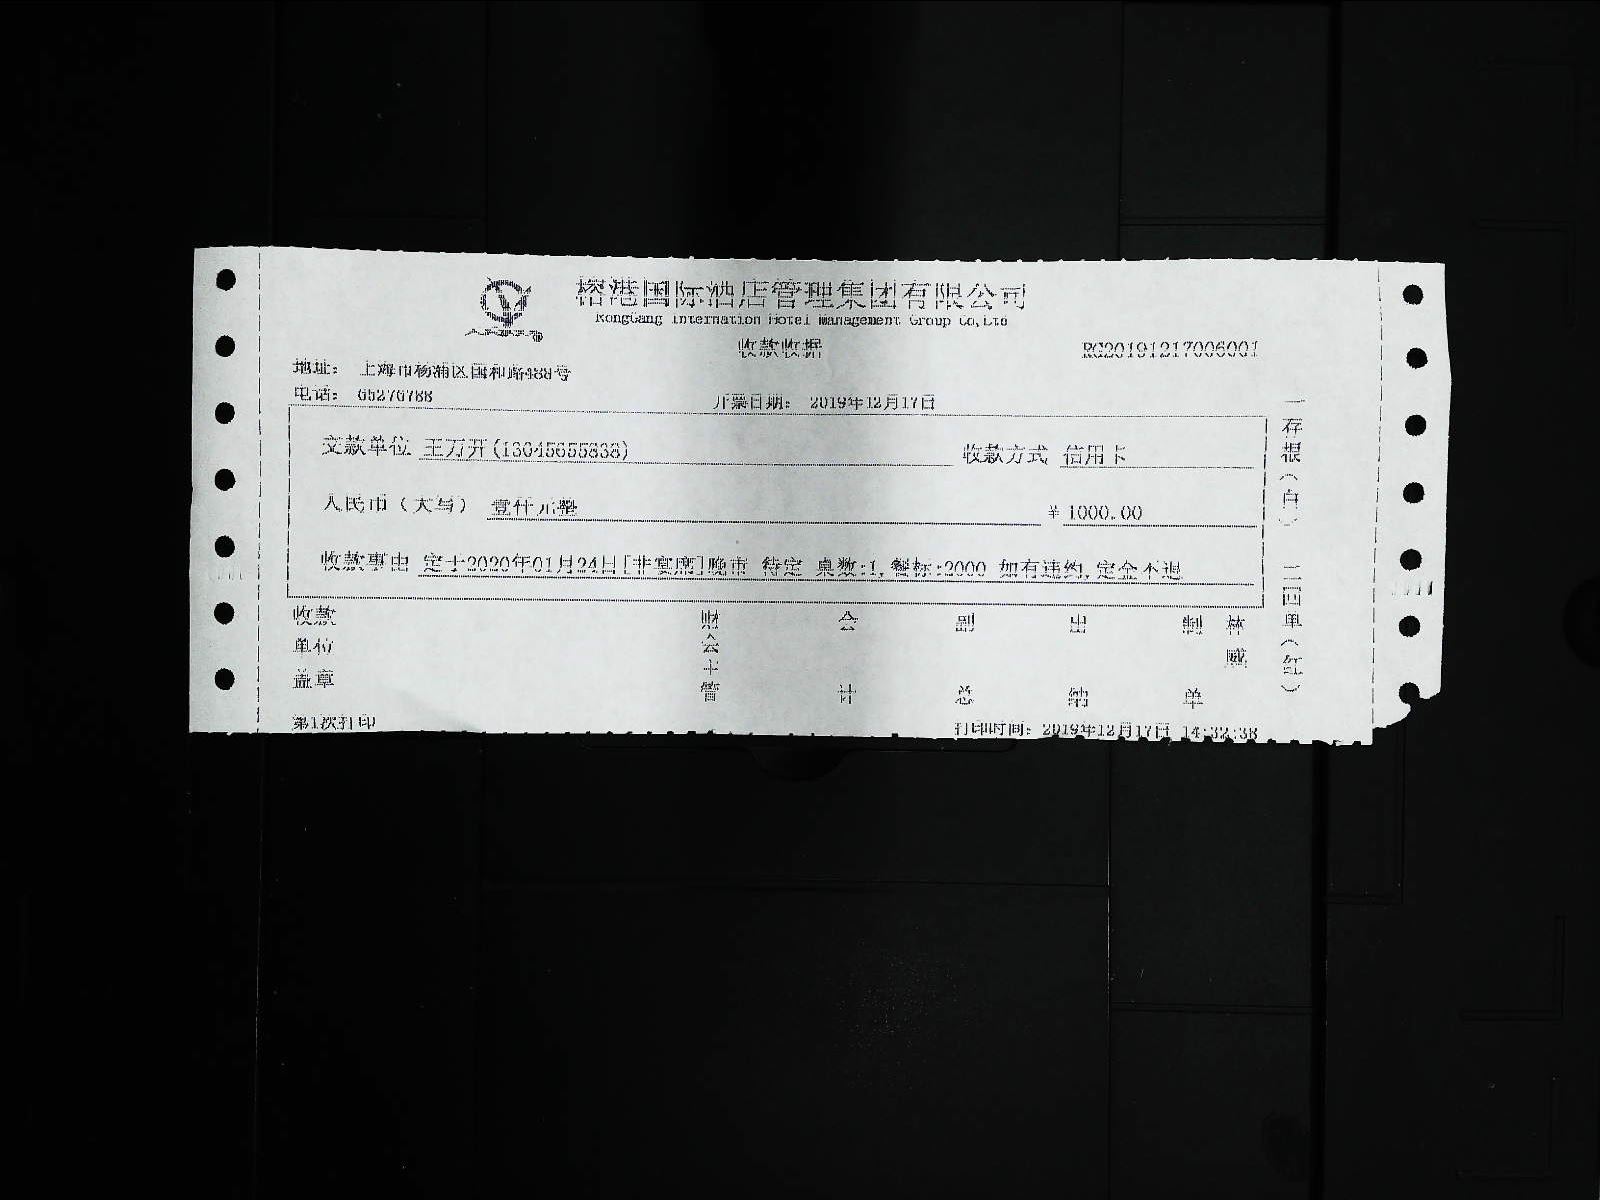 榕港国际酒店管理集团有限公司
RongGang Internation Hotel Management Group Co,Ltd
收款收据
RG20191217006001
地址： 上海市杨浦区国和路488号
电话： 65276788
开票日期： 2019年12月17日
交款单位 王万开
收款方式 信用卡
人民币（大写） 壹仟元整
¥ 1000.00
收款事由 定于2020年01月24日[非宴席]晚市 待定 桌数:1,餐标:2000 如有违约,定金不退
收款单位盖章
财会主管
会计
副总
出纳
制单
林威
一存根（白） 二回单（红）
第1次打印
打印时间：2019年12月17日 14:32:38